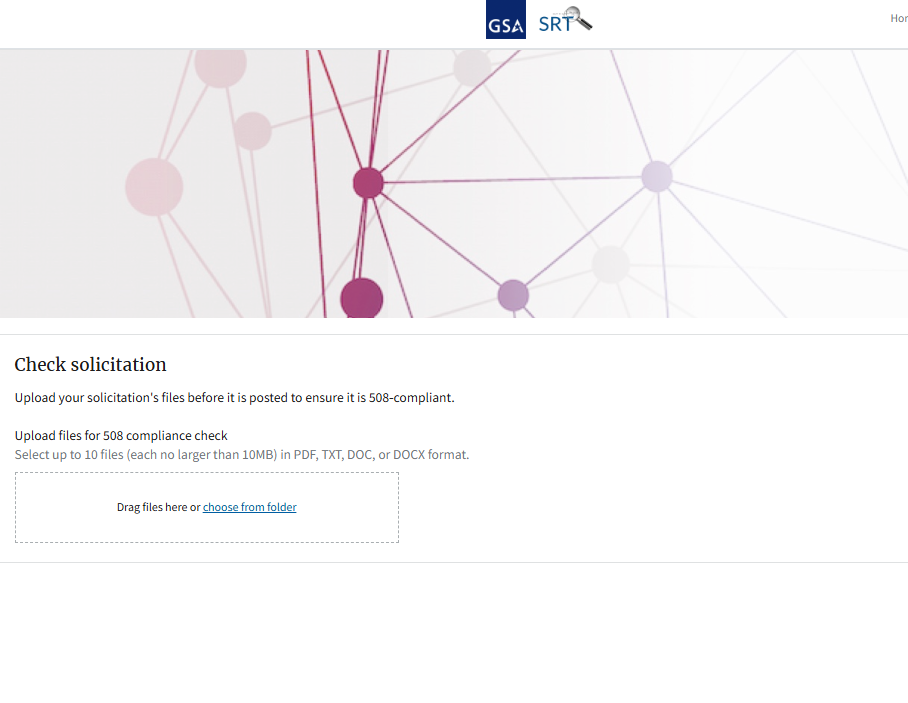 GSA
SRT
Hor
Check solicitation
Upload your solicitation's files before it is posted to ensure it is 508-compliant.
Upload files for 508 compliance check
Select up to 10 files (each no larger than 10MB) in PDF, TXT, DOC, or DOCX format.
Drag files here or choose from folder